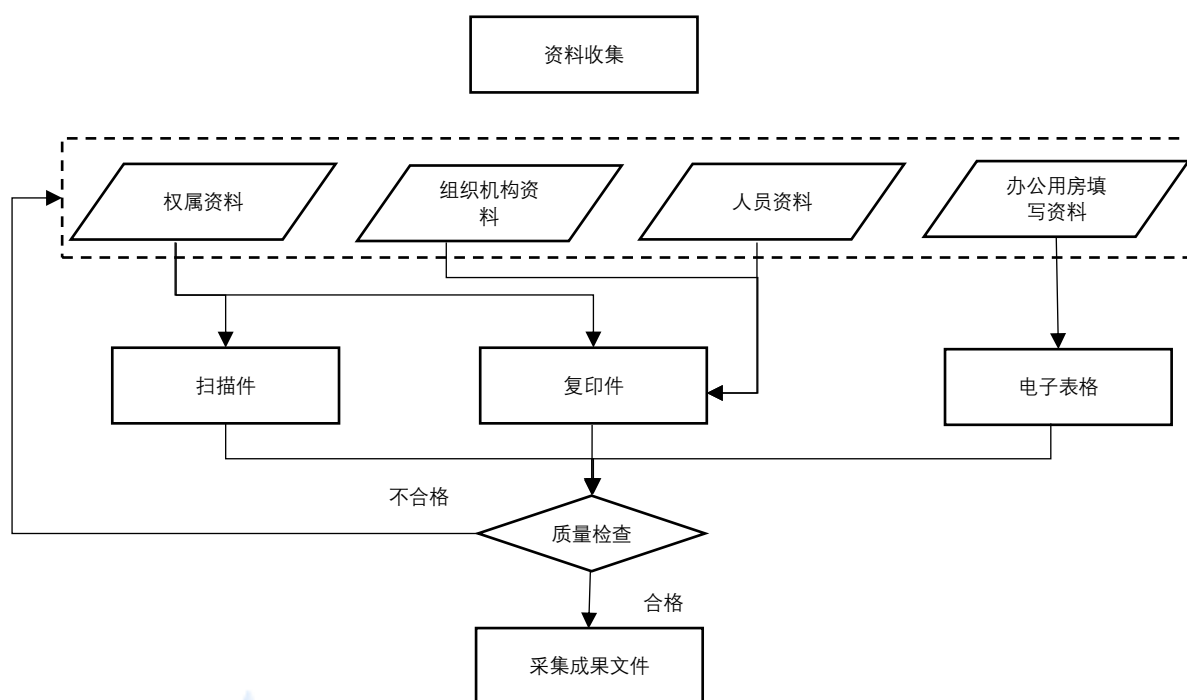 资料收集
权属资料
组织机构资
料
人员资料
办公用房填
写资料
扫描件
复印件
电子表格
不合格
质量检查
合格
采集成果文件